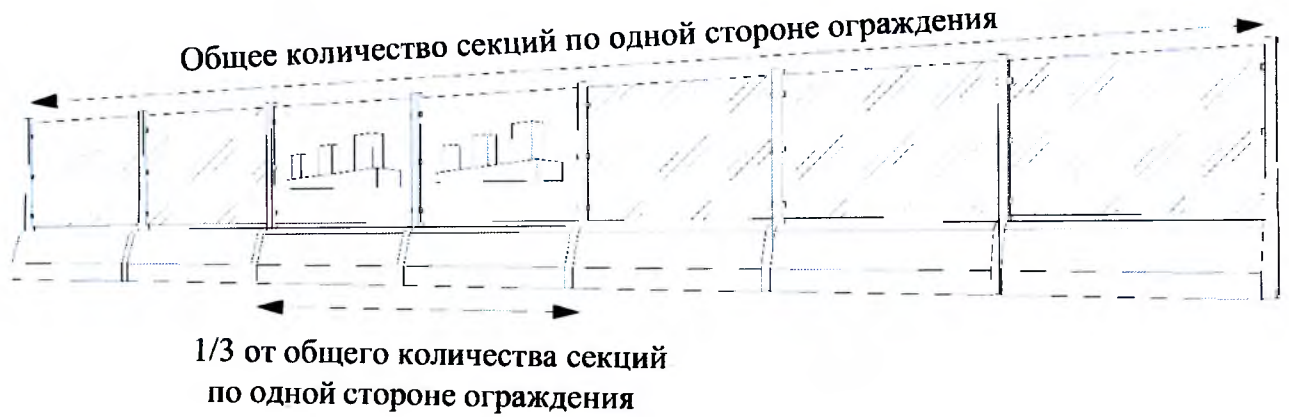 Общее количество секций по одной стороне ограждения
1/3 от общего количества секций
по одной стороне ограждения